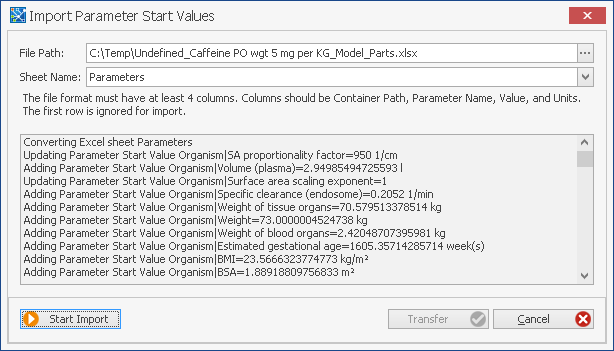 Import Parameter Start Values
File Path: C:\Temp\Undefined_Caffeine PO wgt 5 mg per KG_Model_Parts.xlsx ...
Sheet Name: Parameters
The file format must have at least 4 columns. Columns should be Container Path, Parameter Name, Value, and Units.
The first row is ignored for import.
Converting Excel sheet Parameters
Updating Parameter Start Value Organism|SA proportionality factor=950 1/cm
Adding Parameter Start Value Organism|Volume (plasma)=2.94985494725593 l
Updating Parameter Start Value Organism|Surface area scaling exponent=1
Adding Parameter Start Value Organism|Specific clearance (endosome)=0.2052 1/min
Adding Parameter Start Value Organism|Weight of tissue organs=70.579513378514 kg
Adding Parameter Start Value Organism|Weight=73.0000004524738 kg
Adding Parameter Start Value Organism|Weight of blood organs=2.42048707395981 kg
Adding Parameter Start Value Organism|Estimated gestational age=1605.35714285714 week(s)
Adding Parameter Start Value Organism|BMI=23.5666323774773 kg/m²
Adding Parameter Start Value Organism|BSA=1.88918809756833 m²
Start Import Transfer Cancel